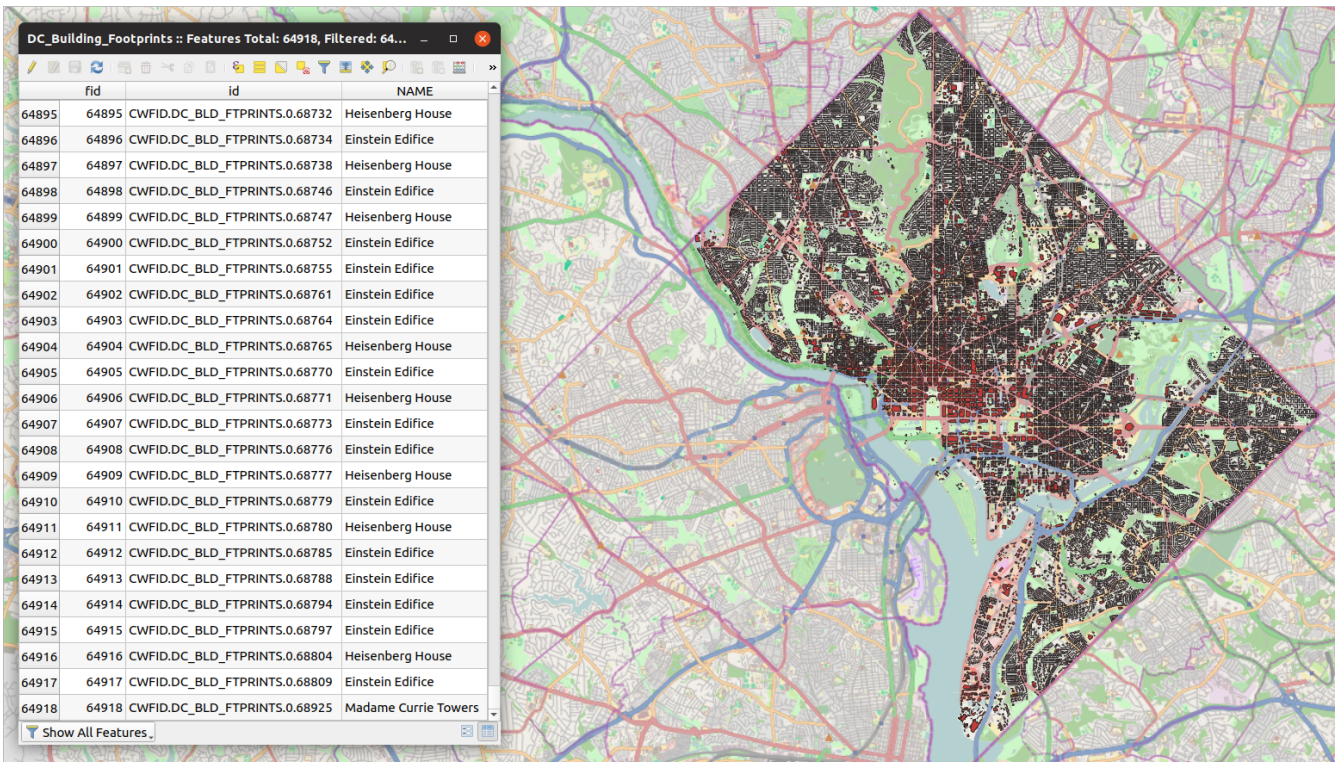 DC_Building_Footprints :: Features Total: 64918, Filtered: 64...
»
fid id NAME
64895 64895 CWFID.DC_BLD_FTPRINTS.0.68732 Heisenberg House
64896 64896 CWFID.DC_BLD_FTPRINTS.0.68734 Einstein Edifice
64897 64897 CWFID.DC_BLD_FTPRINTS.0.68738 Heisenberg House
64898 64898 CWFID.DC_BLD_FTPRINTS.0.68746 Einstein Edifice
64899 64899 CWFID.DC_BLD_FTPRINTS.0.68747 Heisenberg House
64900 64900 CWFID.DC_BLD_FTPRINTS.0.68752 Einstein Edifice
64901 64901 CWFID.DC_BLD_FTPRINTS.0.68755 Einstein Edifice
64902 64902 CWFID.DC_BLD_FTPRINTS.0.68761 Einstein Edifice
64903 64903 CWFID.DC_BLD_FTPRINTS.0.68764 Einstein Edifice
64904 64904 CWFID.DC_BLD_FTPRINTS.0.68765 Heisenberg House
64905 64905 CWFID.DC_BLD_FTPRINTS.0.68770 Einstein Edifice
64906 64906 CWFID.DC_BLD_FTPRINTS.0.68771 Heisenberg House
64907 64907 CWFID.DC_BLD_FTPRINTS.0.68773 Einstein Edifice
64908 64908 CWFID.DC_BLD_FTPRINTS.0.68776 Einstein Edifice
64909 64909 CWFID.DC_BLD_FTPRINTS.0.68777 Heisenberg House
64910 64910 CWFID.DC_BLD_FTPRINTS.0.68779 Einstein Edifice
64911 64911 CWFID.DC_BLD_FTPRINTS.0.68780 Heisenberg House
64912 64912 CWFID.DC_BLD_FTPRINTS.0.68785 Einstein Edifice
64913 64913 CWFID.DC_BLD_FTPRINTS.0.68788 Einstein Edifice
64914 64914 CWFID.DC_BLD_FTPRINTS.0.68794 Einstein Edifice
64915 64915 CWFID.DC_BLD_FTPRINTS.0.68797 Einstein Edifice
64916 64916 CWFID.DC_BLD_FTPRINTS.0.68804 Heisenberg House
64917 64917 CWFID.DC_BLD_FTPRINTS.0.68809 Einstein Edifice
64918 64918 CWFID.DC_BLD_FTPRINTS.0.68925 Madame Currie Towers
Show All Features